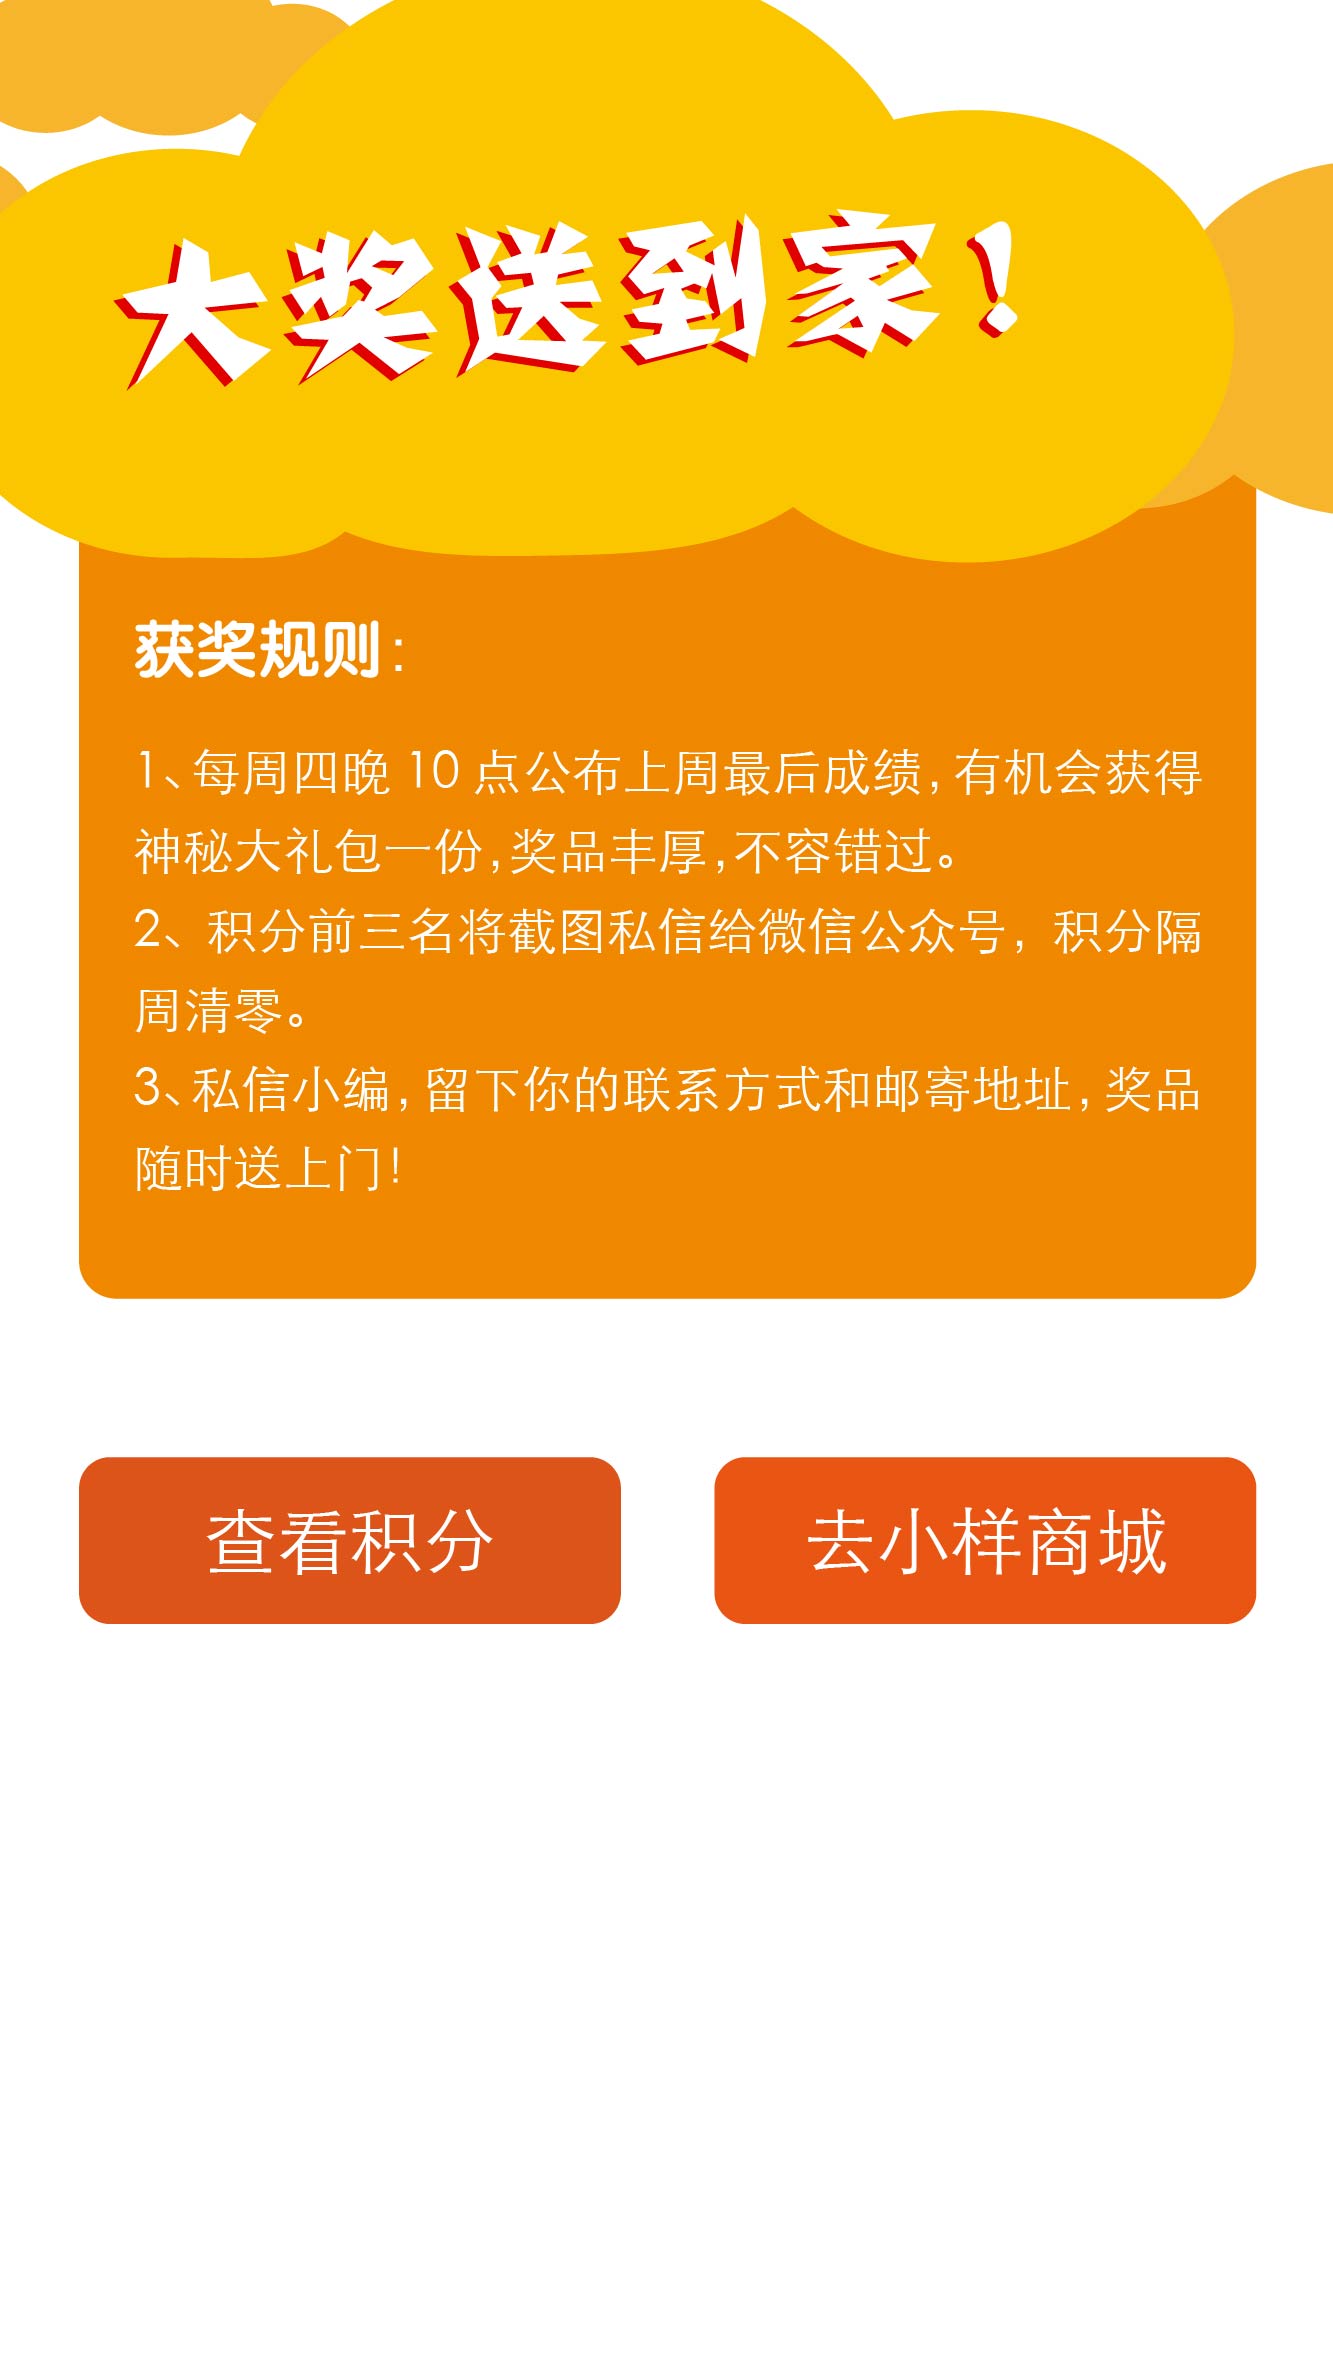 大奖送到家！
获奖规则：
1、每周四晚 10 点公布上周最后成绩，有机会获得
神秘大礼包一份，奖品丰厚，不容错过。
2、积分前三名将截图私信给微信公众号，积分隔
周清零。
3、私信小编，留下你的联系方式和邮寄地址，奖品
随时送上门！
查看积分
去小样商城